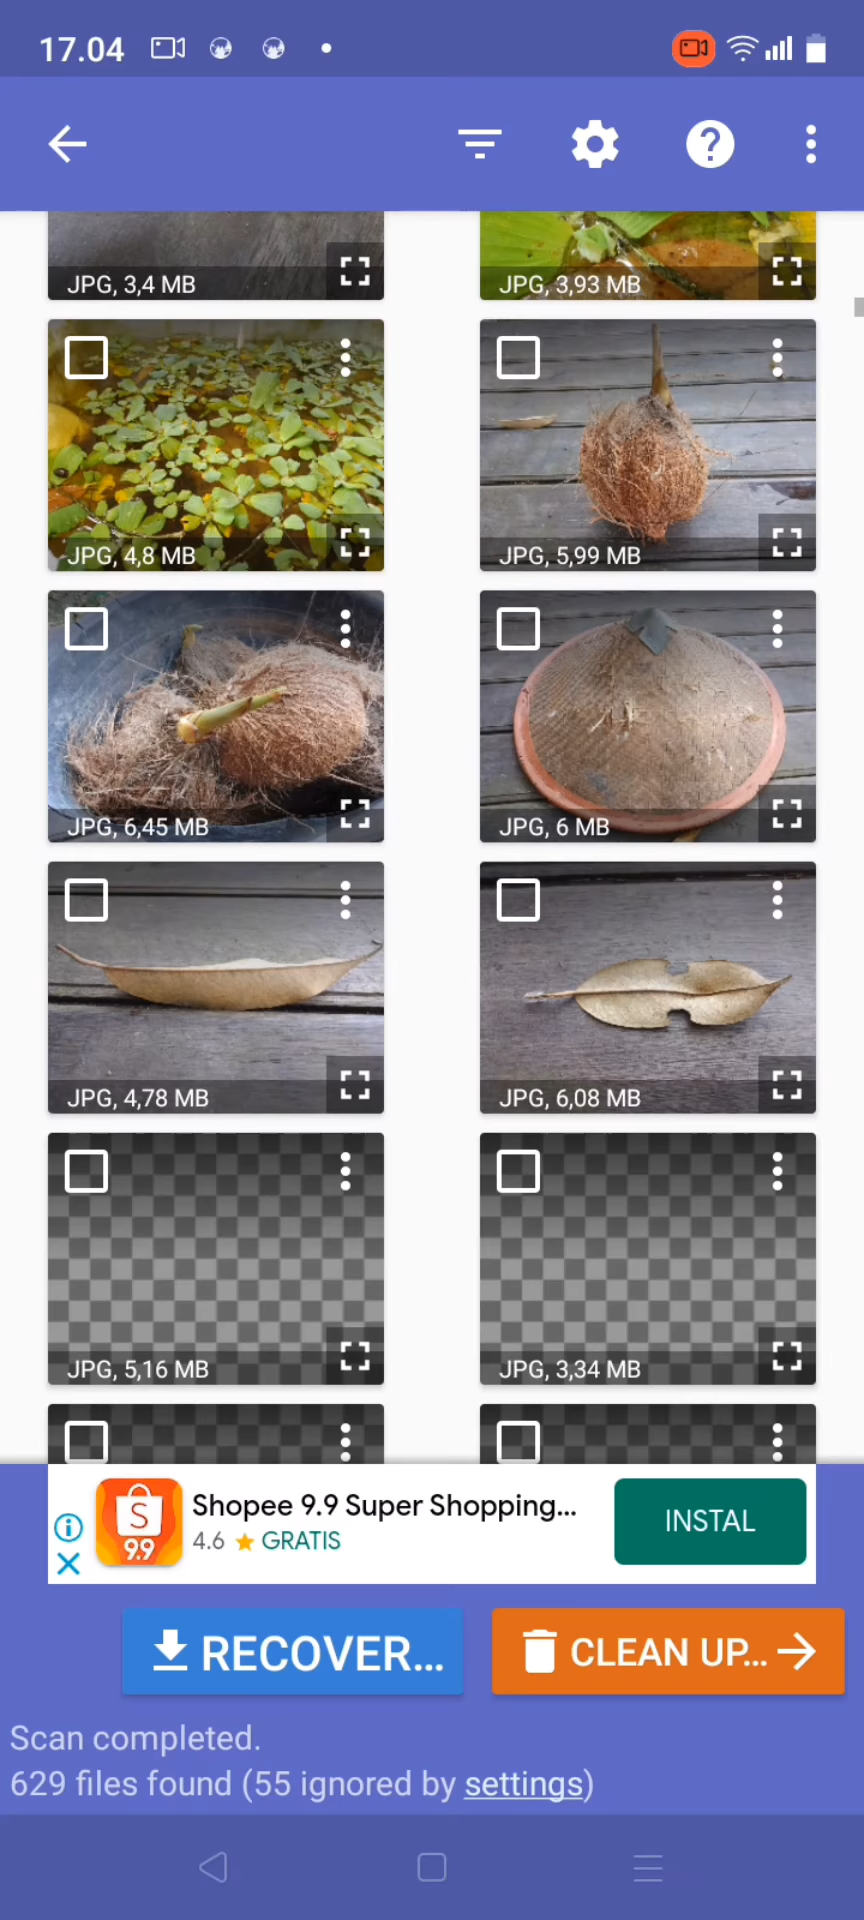 17.04
JPG, 3,4 MB
JPG, 3,93 MB
JPG, 4,8 MB
JPG, 5,99 MB
JPG, 6,45 MB
JPG, 6 MB
JPG, 4,78 MB
JPG, 6,08 MB
JPG, 5,16 MB
JPG, 3,34 MB
Shopee 9.9 Super Shopping...
4.6 ★ GRATIS
INSTAL
S
9.9
RECOVER...
CLEAN UP...
Scan completed.
629 files found (55 ignored by settings)